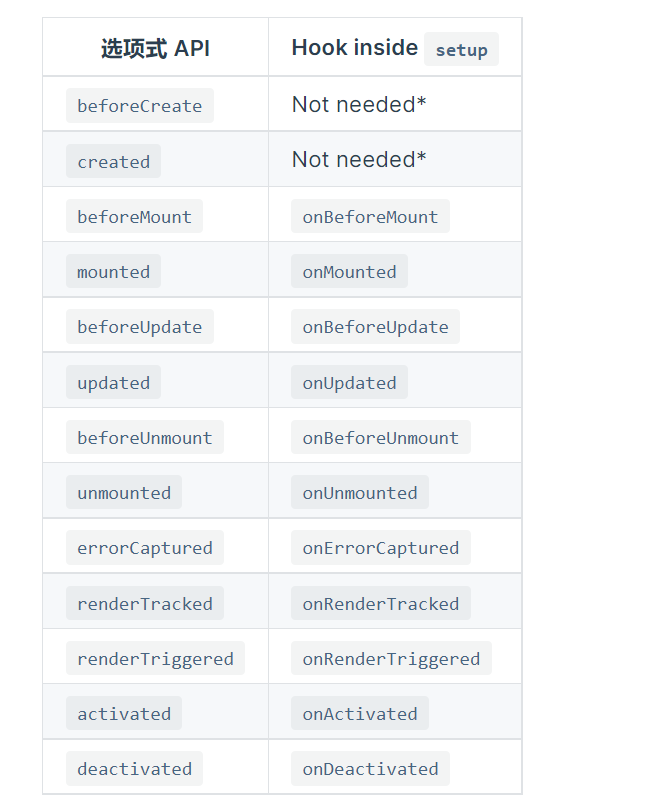 选项式 API Hook inside setup
beforeCreate Not needed*
created Not needed*
beforeMount onBeforeMount
mounted onMounted
beforeUpdate onBeforeUpdate
updated onUpdated
beforeUnmount onBeforeUnmount
unmounted onUnmounted
errorCaptured onErrorCaptured
renderTracked onRenderTracked
renderTriggered onRenderTriggered
activated onActivated
deactivated onDeactivated